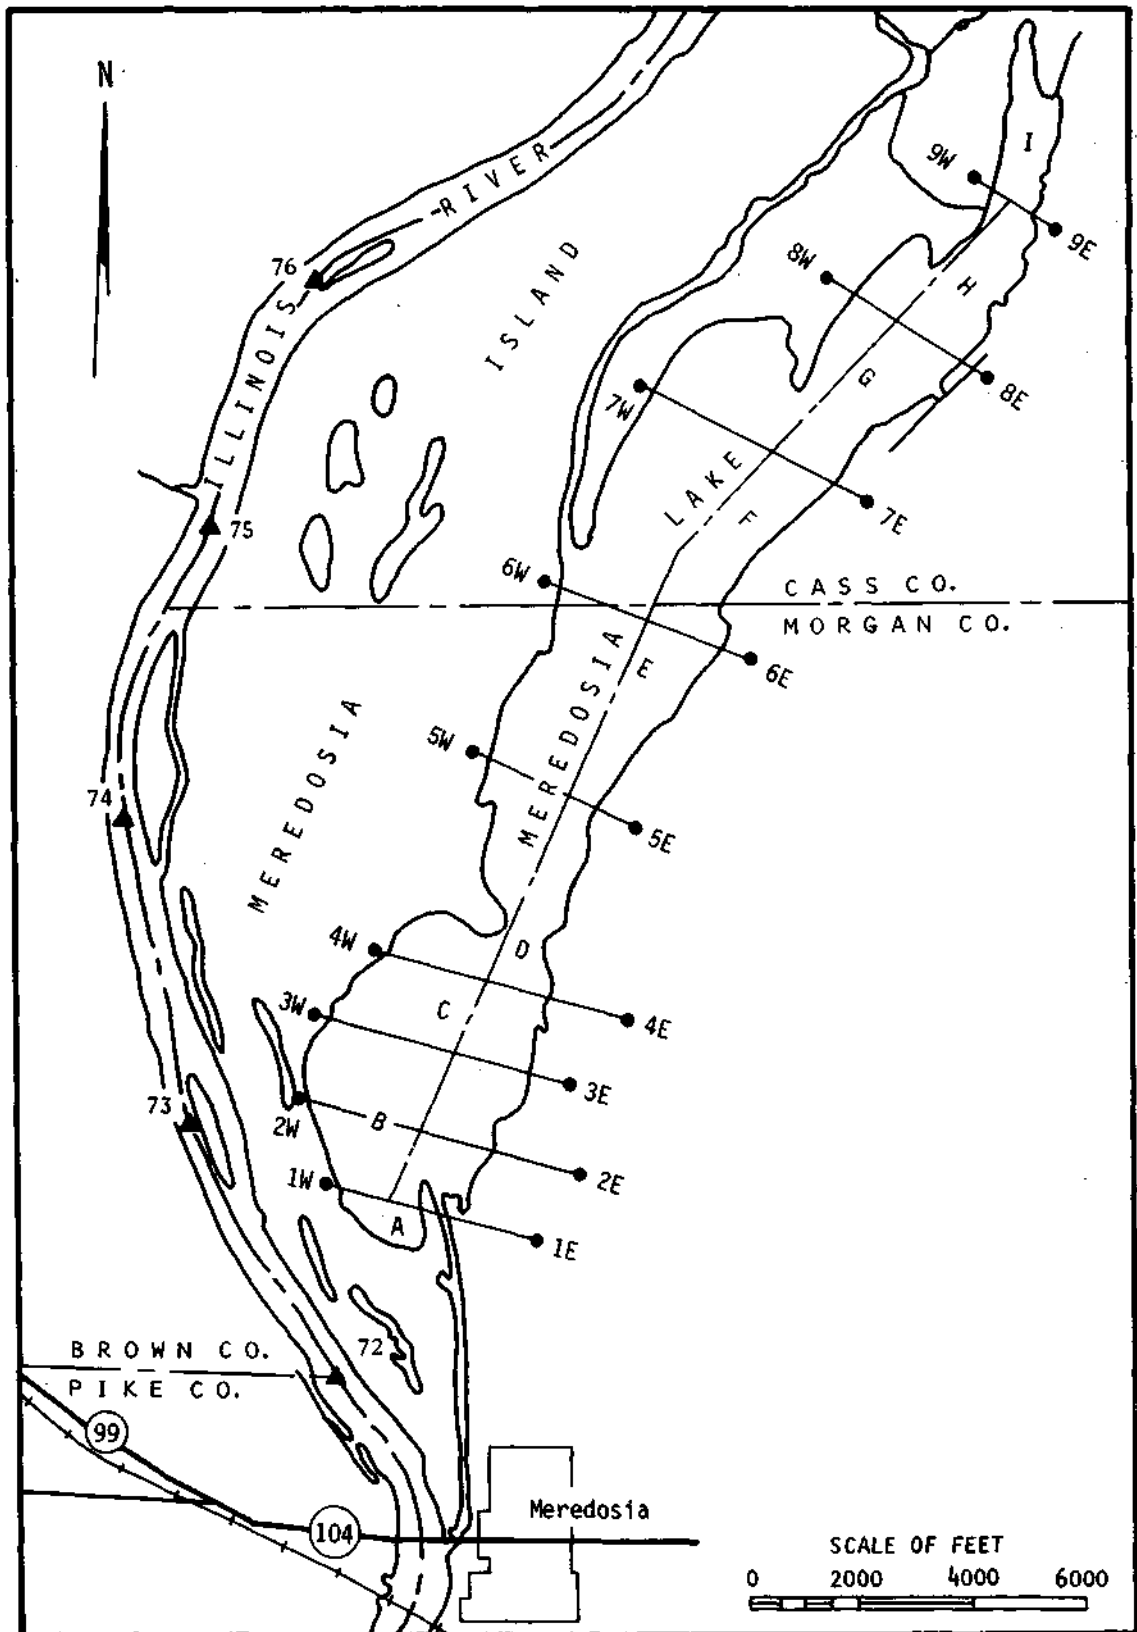 N
I
9W
9E
RIVER
76
8W
ISLAND
H
ILLINOIS
G
8E
7W
LAKE
F
7E
75
6W
CASS CO.
MORGAN CO.
E
6E
MEREDOSIA
5W
MEREDOSIA
74
5E
4W
D
3W
C
4E
3E
73
2W
B
2E
1W
A
1E
72
BROWN CO.
PIKE CO.
99
104
Meredosia
SCALE OF FEET
0 2000 4000 6000